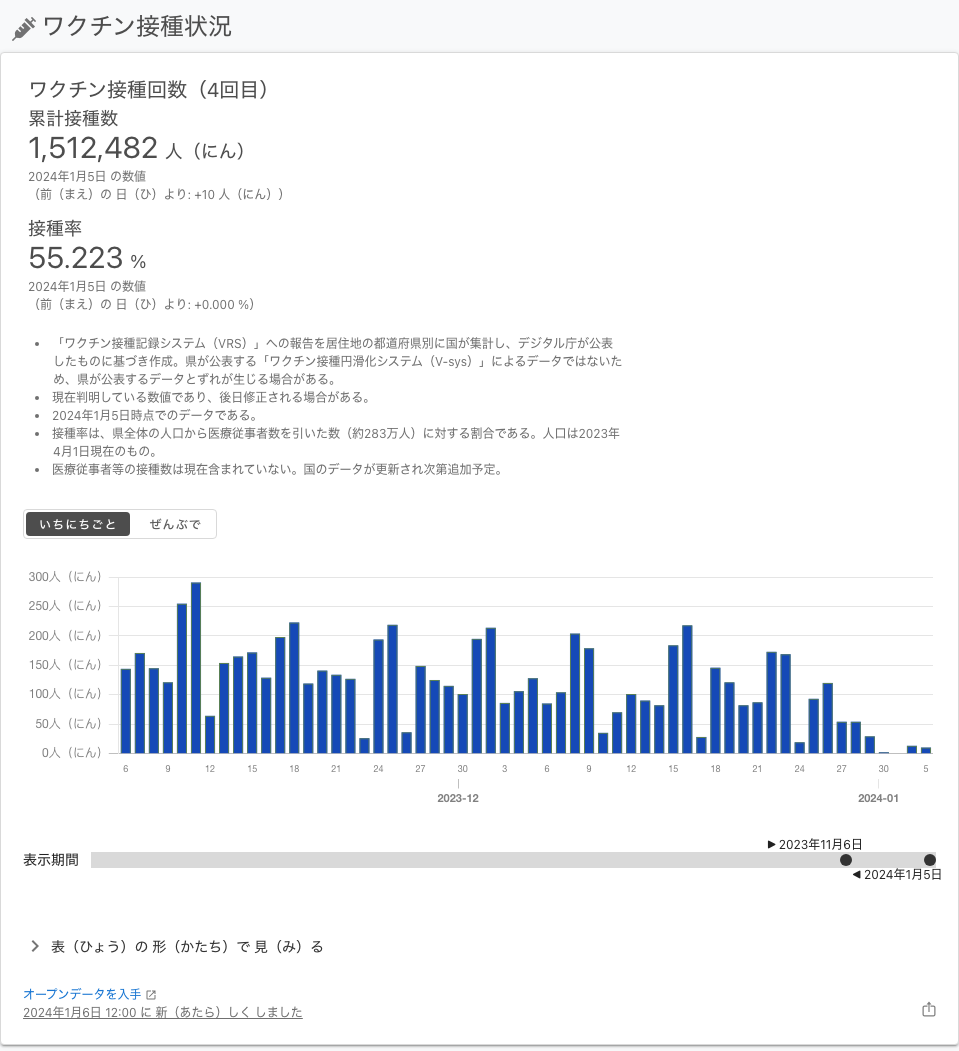 ワクチン接種状況
ワクチン接種回数（4回目）
累計接種数
1,512,482 人（にん）
2024年1月5日 の数値
（前（まえ）の 日（ひ）より: +10 人（にん））
接種率
55.223 %
2024年1月5日 の数値
（前（まえ）の 日（ひ）より: +0.000 %）
• 「ワクチン接種記録システム（VRS）」への報告を居住地の都道府県別に国が集計し、デジタル庁が公表
したものに基づき作成。県が公表する「ワクチン接種円滑化システム（V-sys）」によるデータではないた
め、県が公表するデータとずれが生じる場合がある。
• 現在判明している数値であり、後日修正される場合がある。
• 2024年1月5日時点でのデータである。
• 接種率は、県全体の人口から医療従事者数を引いた数（約283万人）に対する割合である。人口は2023年
4月1日現在のもの。
• 医療従事者等の接種数は現在含まれていない。国のデータが更新され次第追加予定。
いちにちごと ぜんぶで
300人（にん）
250人（にん）
200人（にん）
150人（にん）
100人（にん）
50人（にん）
0人（にん）
6 9 12 15 18 21 24 27 30 3 6 9 12 15 18 21 24 27 30 5
2023-12 2024-01
▶ 2023年11月6日
表示期間
◀ 2024年1月5日
表（ひょう）の 形（かたち）で 見（み）る
オープンデータを入手
2024年1月6日 12:00 に 新（あたら）しく しました